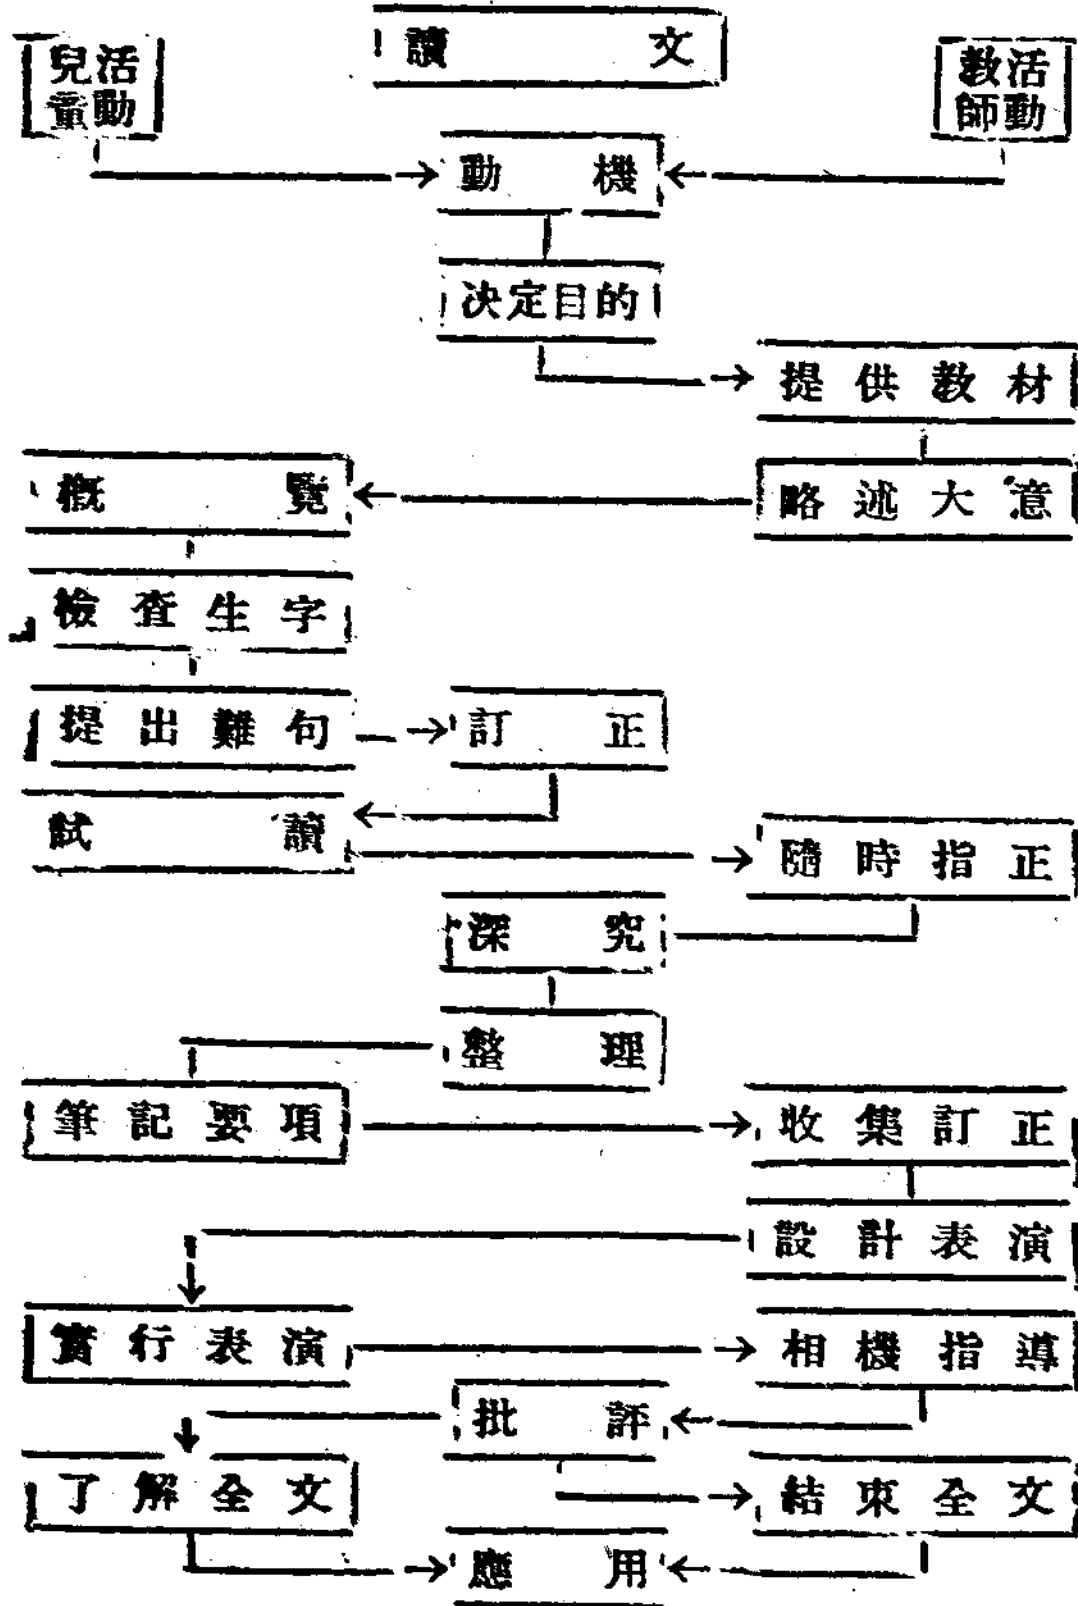 讀文
兒童活動
教師活動
動機
決定目的
提供教材
略述大意
概覽
檢查生字
提出難句
訂正
試讀
隨時指正
深究
整理
筆記要項
收集訂正
設計表演
實行表演
相機指導
批評
了解全文
結束全文
應用